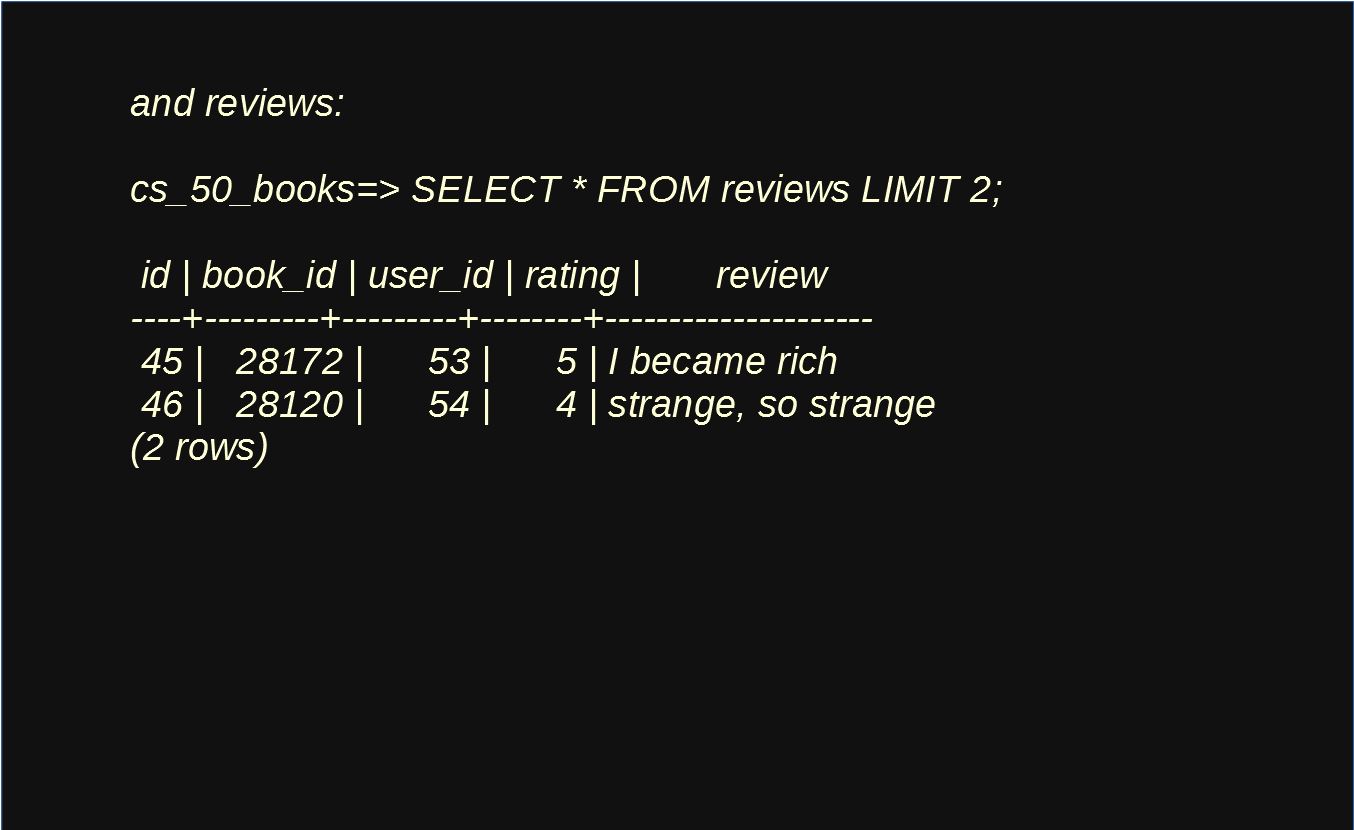 and reviews:
cs_50_books=> SELECT * FROM reviews LIMIT 2;
id | book_id | user_id | rating |       review
----+---------+---------+--------+---------------------
45 |   28172 |      53 |      5 | I became rich
46 |   28120 |      54 |      4 | strange, so strange
(2 rows)